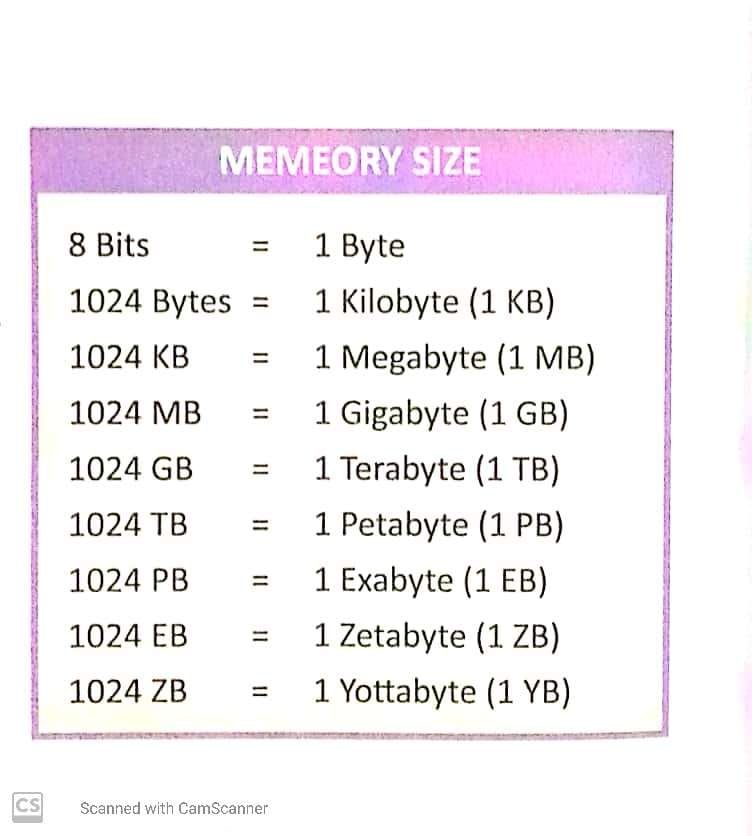 MEMEORY SIZE
8 Bits = 1 Byte
1024 Bytes = 1 Kilobyte (1 KB)
1024 KB = 1 Megabyte (1 MB)
1024 MB = 1 Gigabyte (1 GB)
1024 GB = 1 Terabyte (1 TB)
1024 TB = 1 Petabyte (1 PB)
1024 PB = 1 Exabyte (1 EB)
1024 EB = 1 Zetabyte (1 ZB)
1024 ZB = 1 Yottabyte (1 YB)
CS Scanned with CamScanner